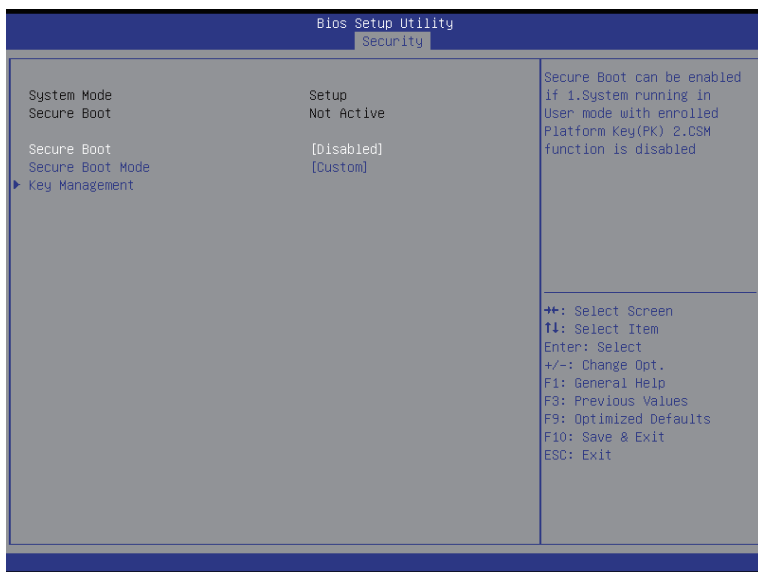 Bios Setup Utility
Security
System Mode Setup
Secure Boot Not Active
Secure Boot [Disabled]
Secure Boot Mode [Custom]
▶ Key Management
Secure Boot can be enabled
if 1.System running in
User mode with enrolled
Platform Key(PK) 2.CSM
function is disabled
→←: Select Screen
↑↓: Select Item
Enter: Select
+/-: Change Opt.
F1: General Help
F3: Previous Values
F9: Optimized Defaults
F10: Save & Exit
ESC: Exit